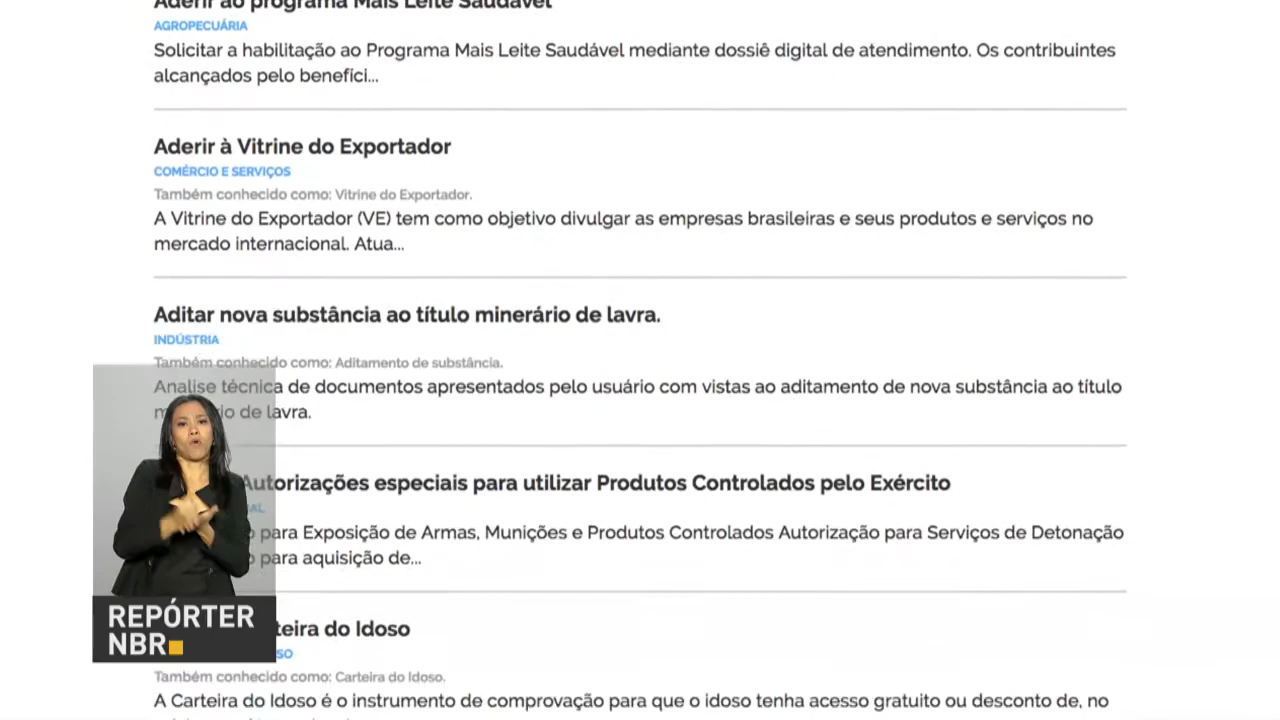 Aderir ao programa Mais Leite Saudável
AGROPECUÁRIA
Solicitar a habilitação ao Programa Mais Leite Saudável mediante dossiê digital de atendimento. Os contribuintes
alcançados pelo benefíci...
Aderir à Vitrine do Exportador
COMÉRCIO E SERVIÇOS
Também conhecido como: Vitrine do Exportador.
A Vitrine do Exportador (VE) tem como objetivo divulgar as empresas brasileiras e seus produtos e serviços no
mercado internacional. Atua...
Aditar nova substância ao título minerário de lavra.
INDÚSTRIA
Também conhecido como: Aditamento de substância.
Analise técnica de documentos apresentados pelo usuário com vistas ao aditamento de nova substância ao título
de lavra.
Autorizações especiais para utilizar Produtos Controlados pelo Exército
para Exposição de Armas, Munições e Produtos Controlados Autorização para Serviços de Detonação
para aquisição de...
do Idoso
Também conhecido como: Carteira do Idoso.
A Carteira do Idoso é o instrumento de comprovação para que o idoso tenha acesso gratuito ou desconto de, no
REPÓRTER
NBR